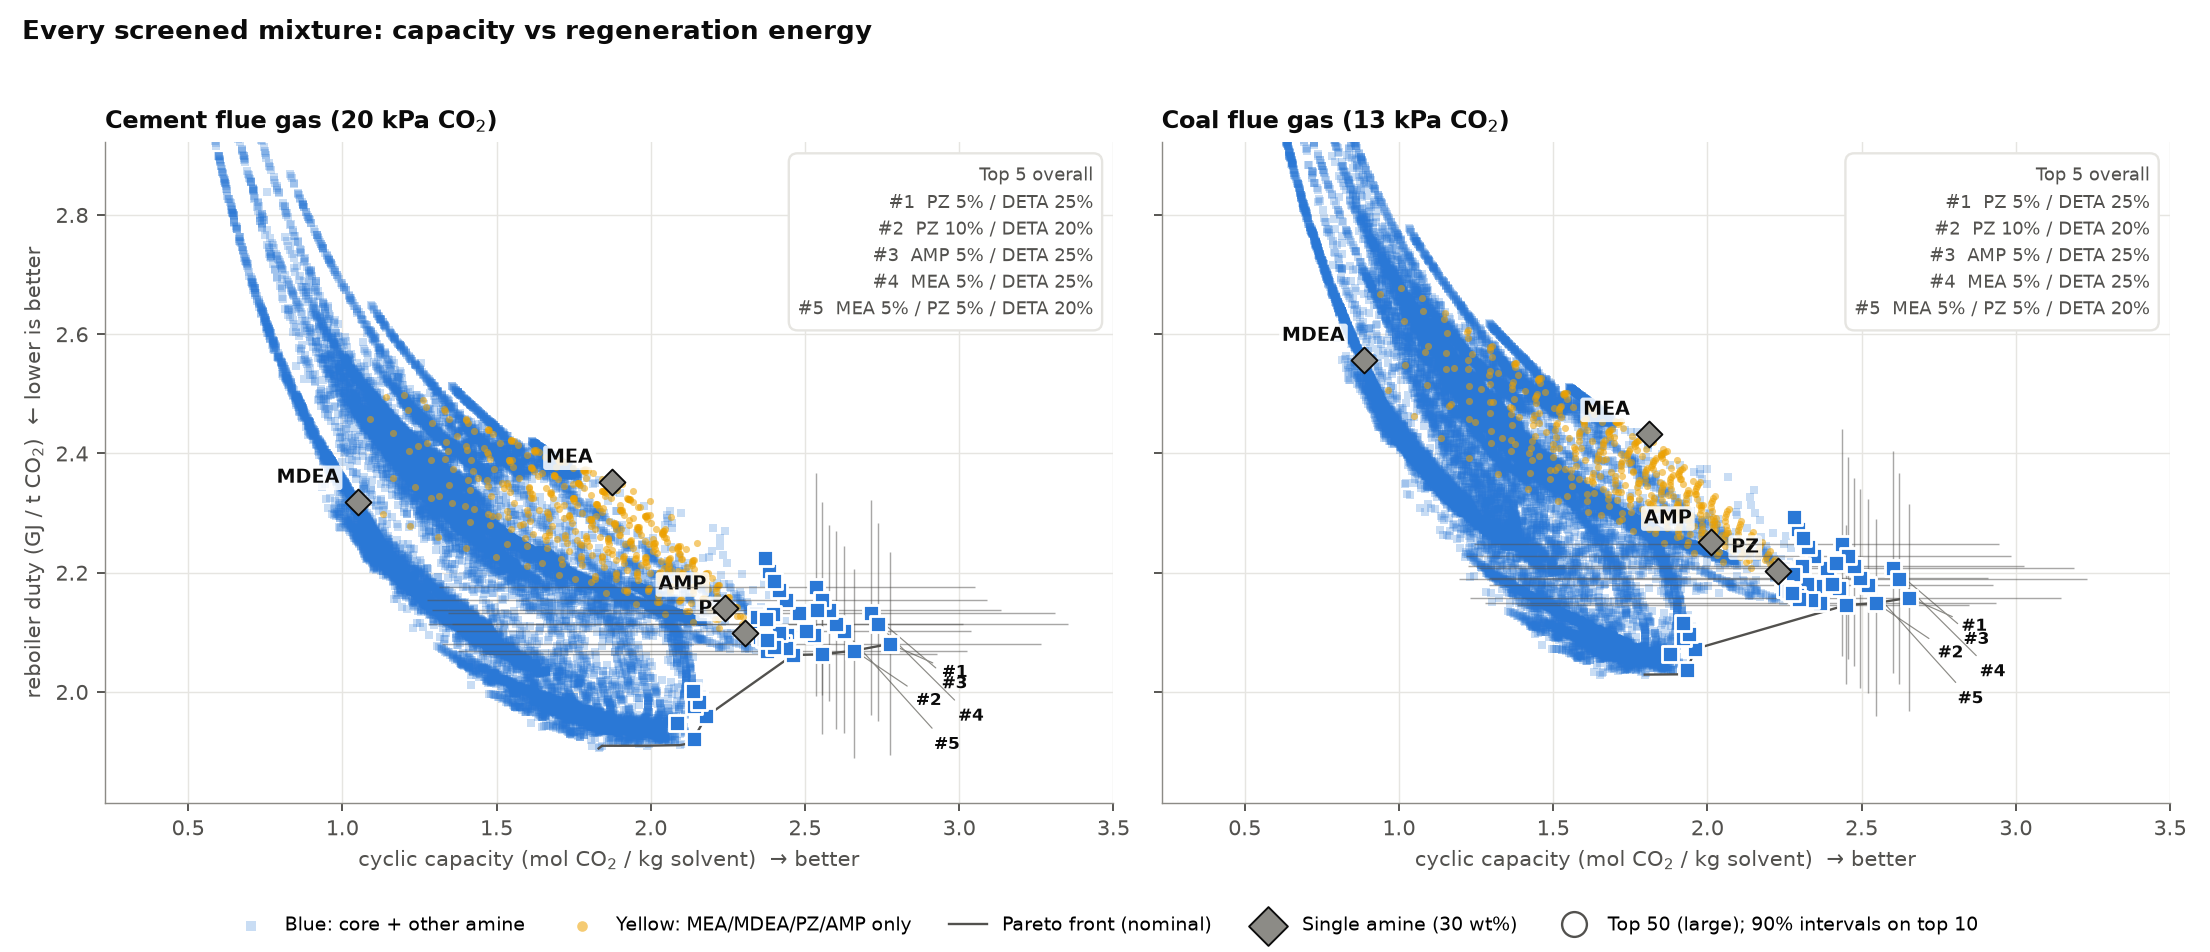 Every screened mixture: capacity vs regeneration energy
Cement flue gas (20 kPa CO₂)
reboiler duty (GJ / t CO₂) ← lower is better
2.8
2.6
2.4
2.2
2.0
Top 5 overall
#1 PZ 5% / DETA 25%
#2 PZ 10% / DETA 20%
#3 AMP 5% / DETA 25%
#4 MEA 5% / DETA 25%
#5 MEA 5% / PZ 5% / DETA 20%
MDEA
MEA
AMP
#1
#3
#2
#4
#5
0.5 1.0 1.5 2.0 2.5 3.0 3.5
cyclic capacity (mol CO₂ / kg solvent) → better
Coal flue gas (13 kPa CO₂)
Top 5 overall
#1 PZ 5% / DETA 25%
#2 PZ 10% / DETA 20%
#3 AMP 5% / DETA 25%
#4 MEA 5% / DETA 25%
#5 MEA 5% / PZ 5% / DETA 20%
MDEA
MEA
AMP
PZ
#1
#3
#2
#4
#5
0.5 1.0 1.5 2.0 2.5 3.0 3.5
cyclic capacity (mol CO₂ / kg solvent) → better
Blue: core + other amine
Yellow: MEA/MDEA/PZ/AMP only
Pareto front (nominal)
Single amine (30 wt%)
Top 50 (large); 90% intervals on top 10